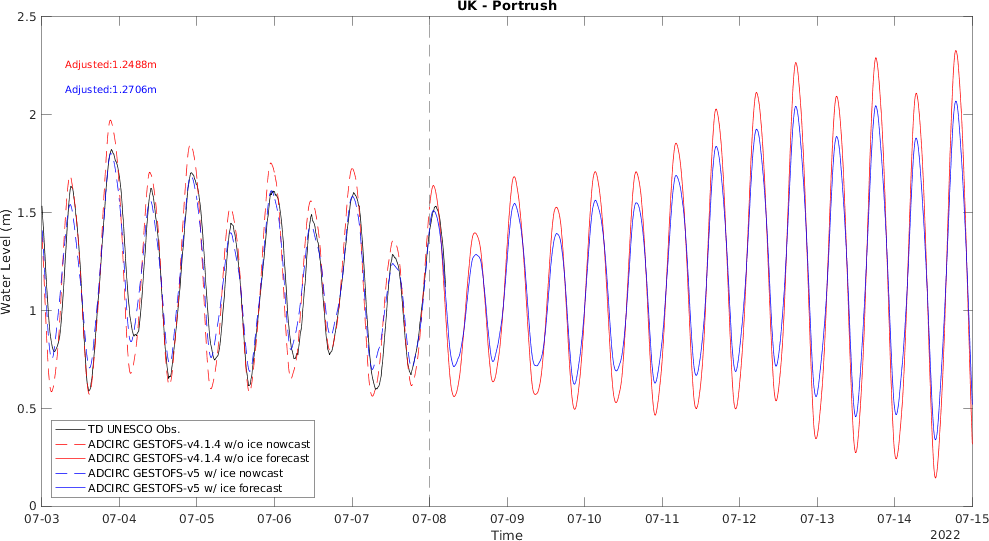 UK - Portrush
2.5
2
1.5
1
0.5
0
Water Level (m)
Adjusted:1.2488m
Adjusted:1.2706m
TD UNESCO Obs.
ADCIRC GESTOFS-v4.1.4 w/o ice nowcast
ADCIRC GESTOFS-v4.1.4 w/o ice forecast
ADCIRC GESTOFS-v5 w/ ice nowcast
ADCIRC GESTOFS-v5 w/ ice forecast
07-03 07-04 07-05 07-06 07-07 07-08 07-09 07-10 07-11 07-12 07-13 07-14 07-15
Time
2022